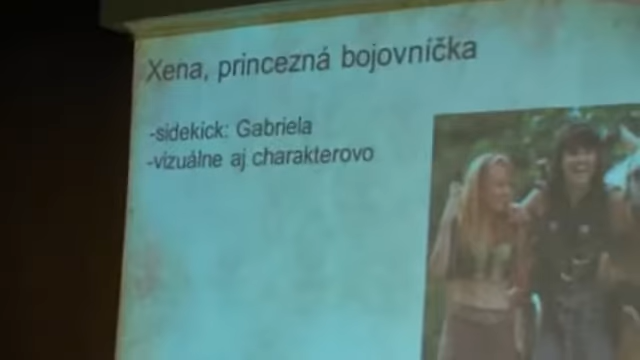 Xena, princezná bojovníčka
-sidekick: Gabriela
-vizuálne aj charakterovo